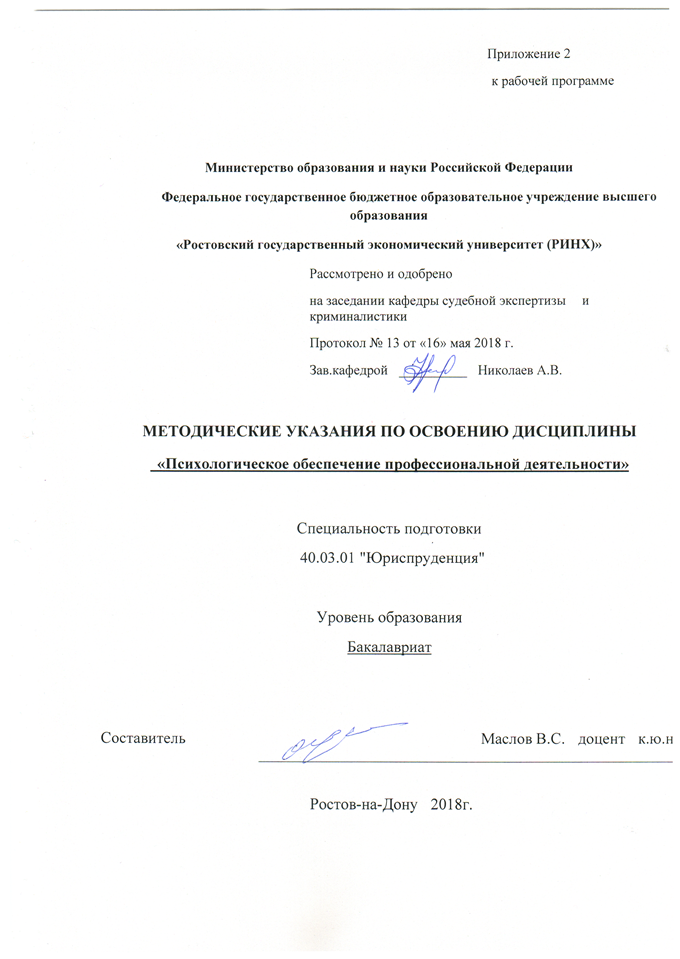 Приложение 2
к рабочей программе
Министерство образования и науки Российской Федерации
Федеральное государственное бюджетное образовательное учреждение высшего
образования
«Ростовский государственный экономический университет (РИНХ)»
Рассмотрено и одобрено
на заседании кафедры судебной экспертизы и
криминалистики
Протокол № 13 от «16» мая 2018 г.
Зав.кафедрой Николаев А.В.
МЕТОДИЧЕСКИЕ УКАЗАНИЯ ПО ОСВОЕНИЮ ДИСЦИПЛИНЫ
«Психологическое обеспечение профессиональной деятельности»
Специальность подготовки
40.03.01 "Юриспруденция"
Уровень образования
Бакалавриат
Составитель Маслов В.С. доцент к.ю.н
Ростов-на-Дону 2018г.